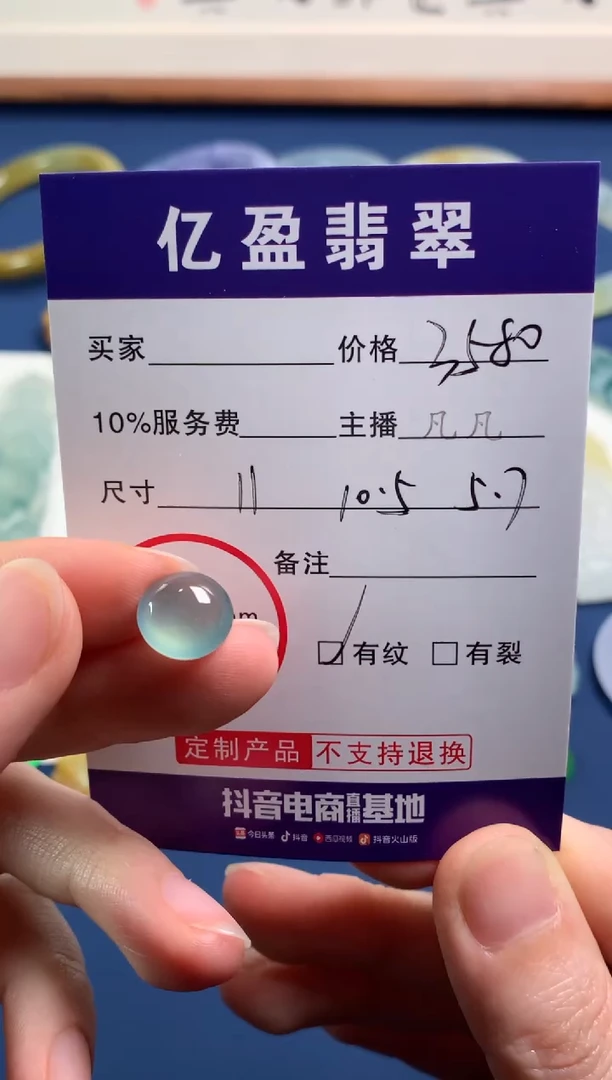 亿盈翡翠
买家 价格 3,580
10%服务费 主播 凡凡
尺寸 11 10.5 5.7
备注
mm
有纹 有裂
定制产品 不支持退换
抖音电商直播基地
今日头条 抖音 西瓜视频 抖音火山版